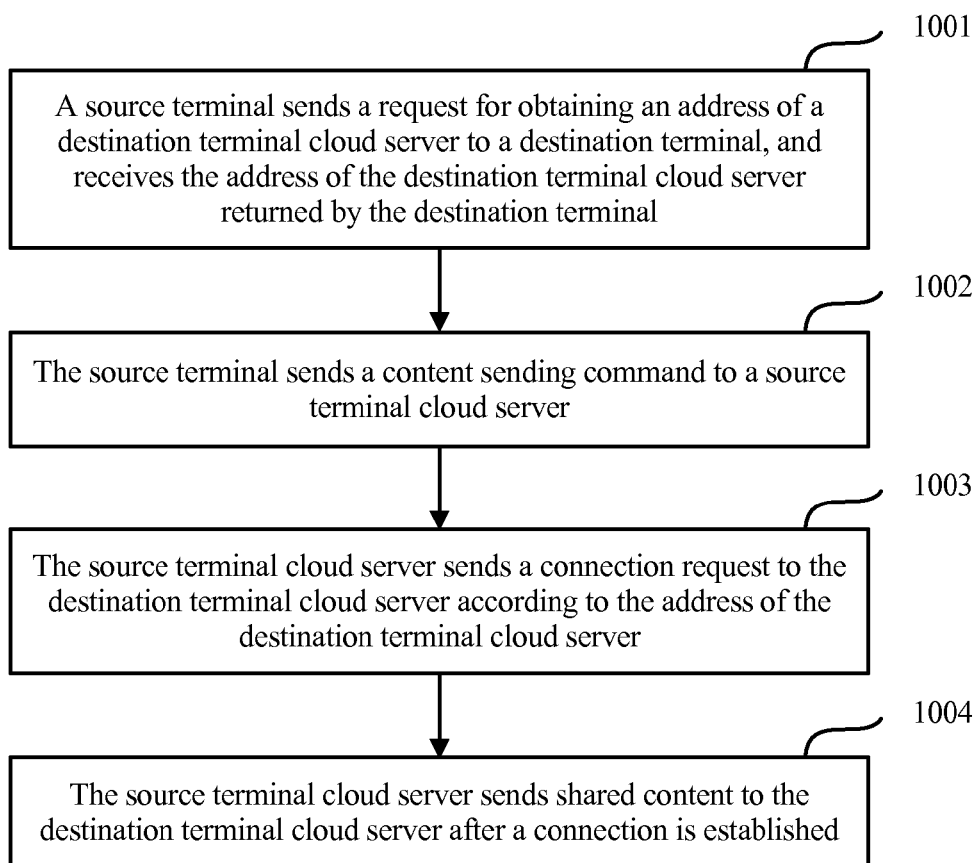 1001
A source terminal sends a request for obtaining an address of a
destination terminal cloud server to a destination terminal, and
receives the address of the destination terminal cloud server
returned by the destination terminal
1002
The source terminal sends a content sending command to a source
terminal cloud server
1003
The source terminal cloud server sends a connection request to the
destination terminal cloud server according to the address of the
destination terminal cloud server
1004
The source terminal cloud server sends shared content to the
destination terminal cloud server after a connection is established